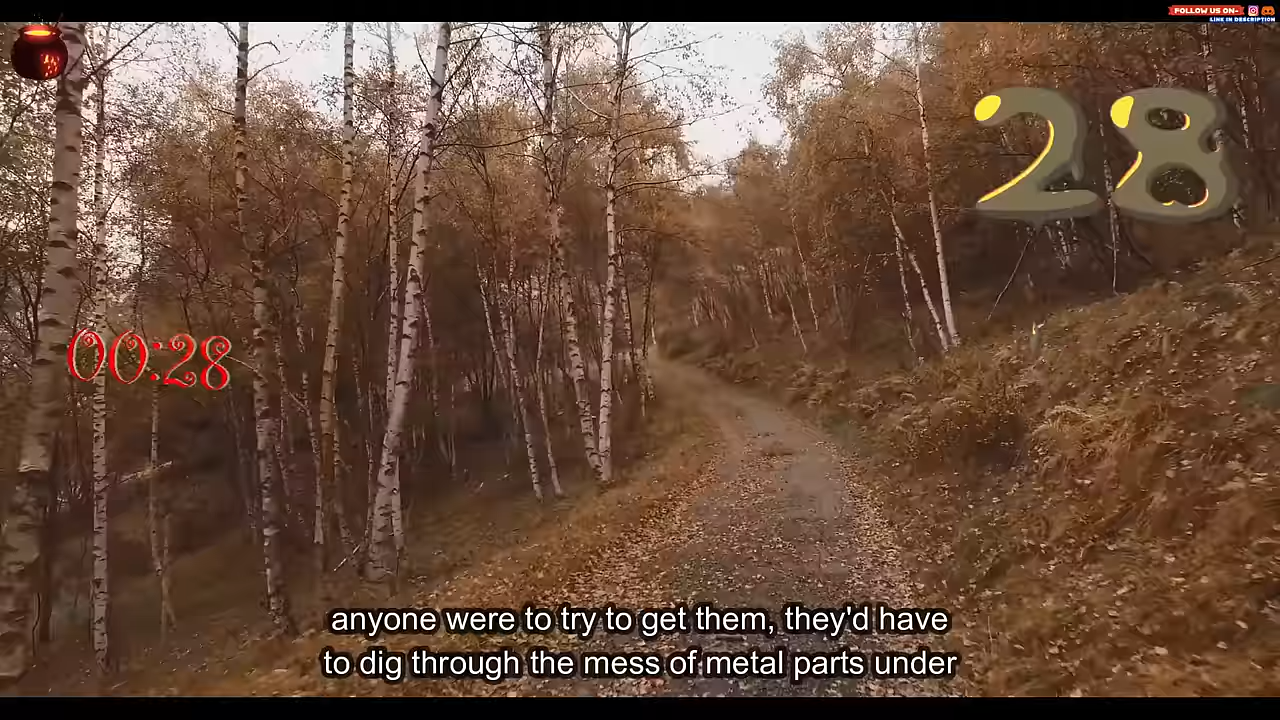 FOLLOW US ON-
LINK IN DESCRIPTION
28
00:28
anyone were to try to get them, they'd have
to dig through the mess of metal parts under